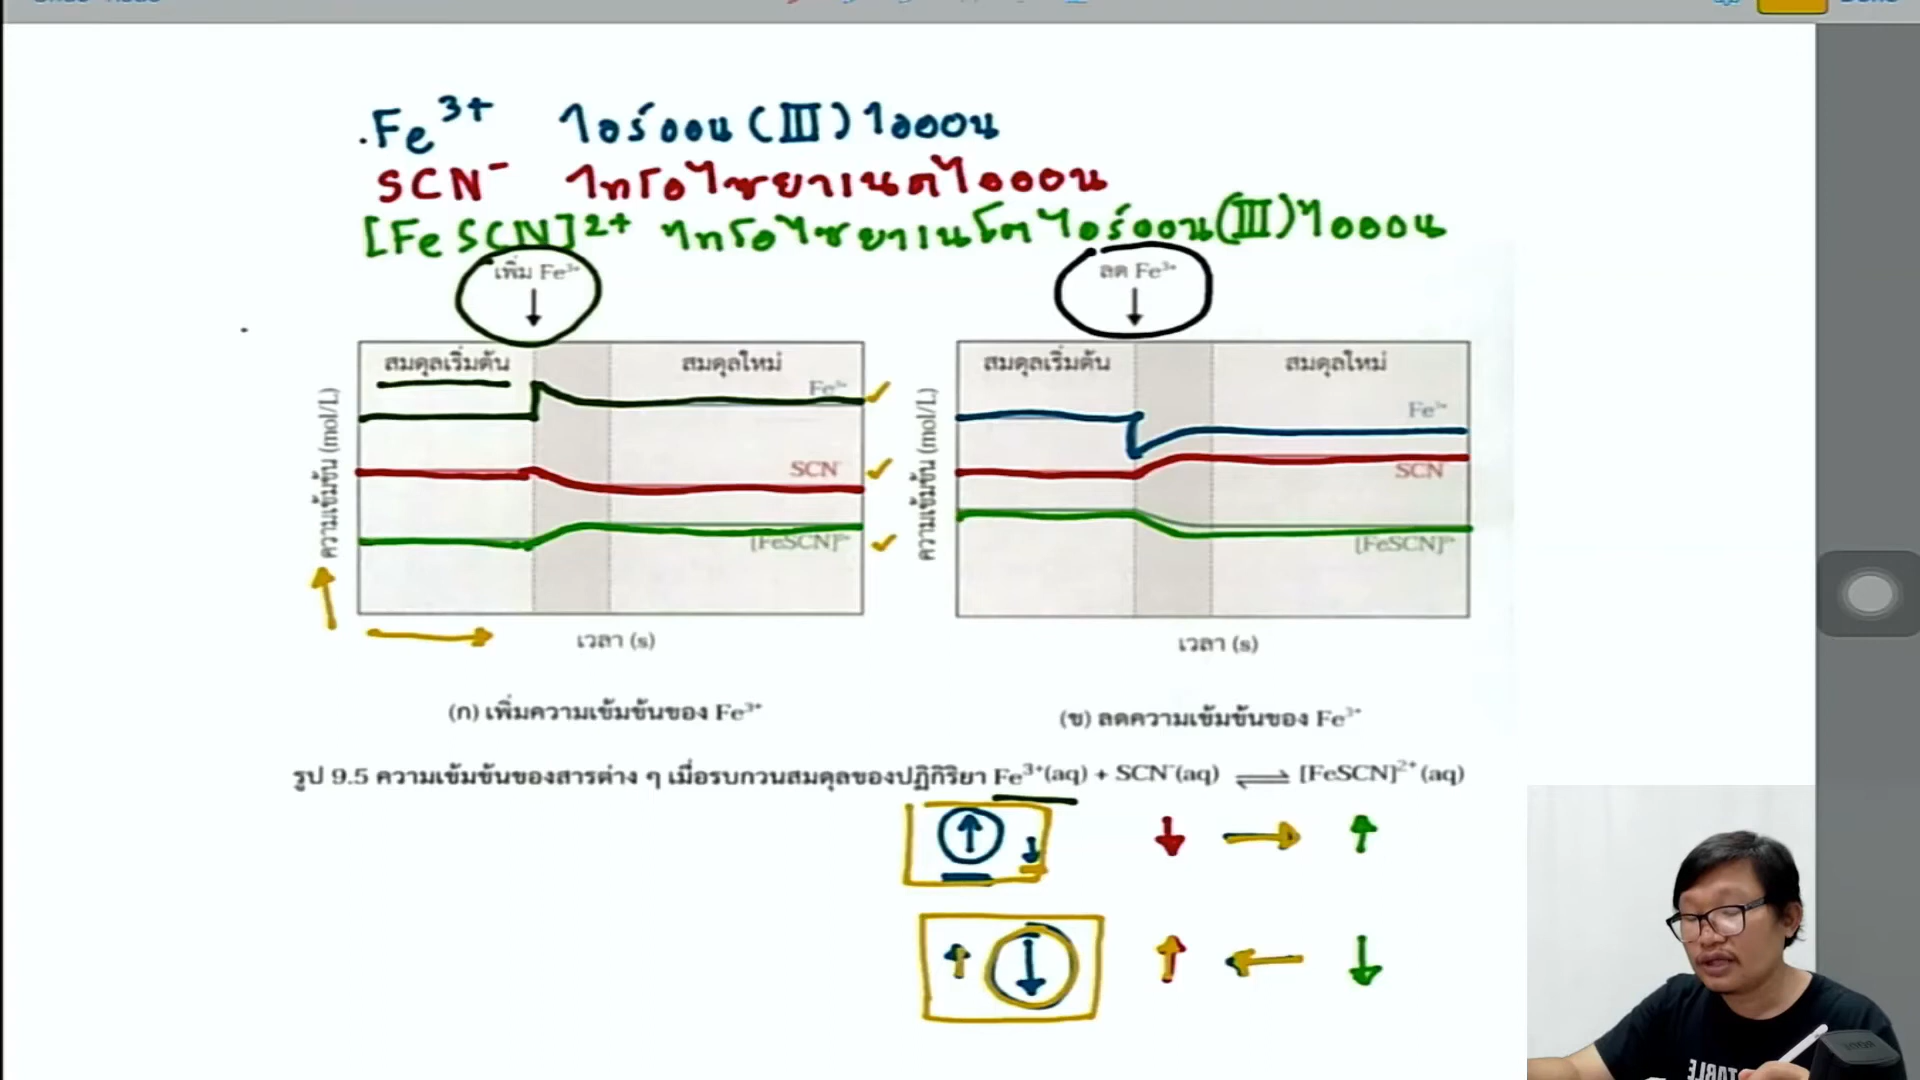 Fe³⁺ ไอร์ออน(III)ไอออน
SCN⁻ ไทโอไซยาเนตไอออน
[FeSCN]²⁺ ไทโอไซยาเนโตไอร์ออน(III)ไอออน
เพิ่ม Fe³⁺
ลด Fe³⁺
สมดุลเริ่มต้น
สมดุลใหม่
สมดุลเริ่มต้น
สมดุลใหม่
Fe³⁺
Fe³⁺
SCN⁻
SCN⁻
[FeSCN]²⁺
[FeSCN]²⁺
ความเข้มข้น (mol/L)
ความเข้มข้น (mol/L)
เวลา (s)
เวลา (s)
(ก) เพิ่มความเข้มข้นของ Fe³⁺
(ข) ลดความเข้มข้นของ Fe³⁺
รูป 9.5 ความเข้มข้นของสารต่าง ๆ เมื่อรบกวนสมดุลของปฏิกิริยา Fe³⁺(aq) + SCN⁻(aq) ⇌ [FeSCN]²⁺(aq)